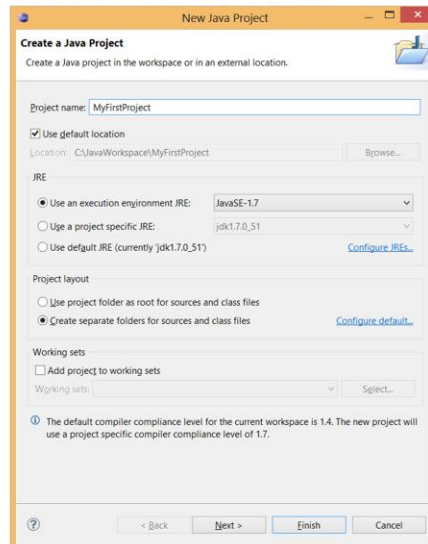 New Java Project
Create a Java Project
Create a Java project in the workspace or in an external location.
Project name: MyFirstProject
Use default location
Location: C:\JavaWorkspace\MyFirstProject Browse...
JRE
Use an execution environment JRE: JavaSE-1.7
Use a project specific JRE: jdk1.7.0_51
Use default JRE (currently 'jdk1.7.0_51') Configure JREs...
Project layout
Use project folder as root for sources and class files
Create separate folders for sources and class files Configure default...
Working sets
Add project to working sets
Working sets: Select...
The default compiler compliance level for the current workspace is 1.4. The new project will
use a project specific compiler compliance level of 1.7.
? < Back Next > Finish Cancel